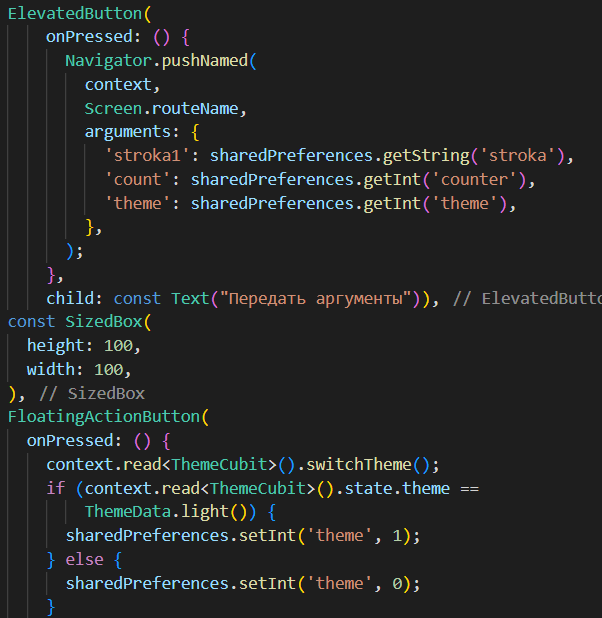 ElevatedButton(
onPressed: () {
Navigator.pushNamed(
context,
Screen.routeName,
arguments: {
'stroka1': sharedPreferences.getString('stroka'),
'count': sharedPreferences.getInt('counter'),
'theme': sharedPreferences.getInt('theme'),
},
);
},
child: const Text("Передать аргументы")), // ElevatedButto
const SizedBox(
height: 100,
width: 100,
), // SizedBox
FloatingActionButton(
onPressed: () {
context.read<ThemeCubit>().switchTheme();
if (context.read<ThemeCubit>().state.theme ==
ThemeData.light()) {
sharedPreferences.setInt('theme', 1);
} else {
sharedPreferences.setInt('theme', 0);
}